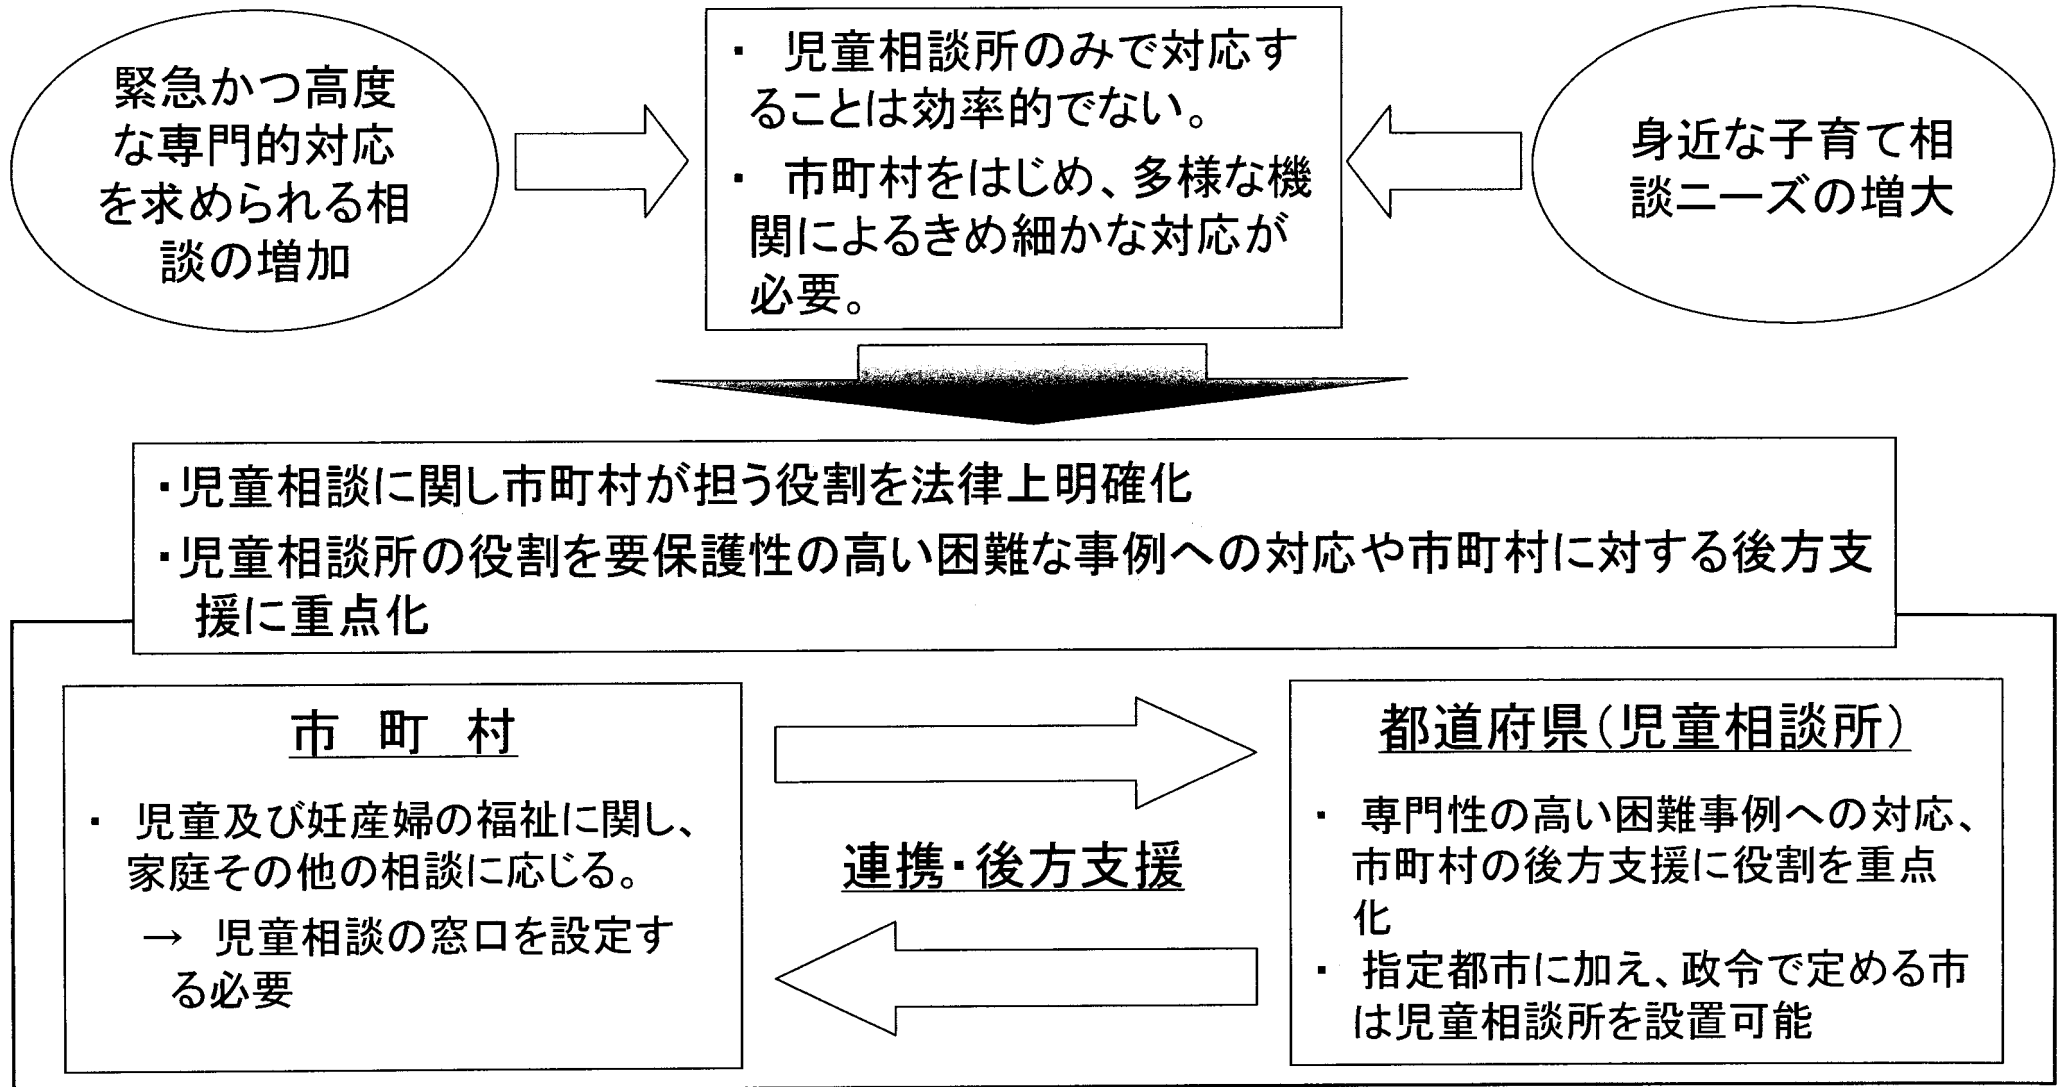 緊急かつ高度
な専門的対応
を求められる相
談の増加
・ 児童相談所のみで対応す
ることは効率的でない。
・ 市町村をはじめ、多様な機
関によるきめ細かな対応が
必要。
身近な子育て相
談ニーズの増大
・児童相談に関し市町村が担う役割を法律上明確化
・児童相談所の役割を要保護性の高い困難な事例への対応や市町村に対する後方支
援に重点化
市 町 村
・ 児童及び妊産婦の福祉に関し、
家庭その他の相談に応じる。
→ 児童相談の窓口を設定す
る必要
連携・後方支援
都道府県(児童相談所)
・ 専門性の高い困難事例への対応、
市町村の後方支援に役割を重点
化
・ 指定都市に加え、政令で定める市
は児童相談所を設置可能